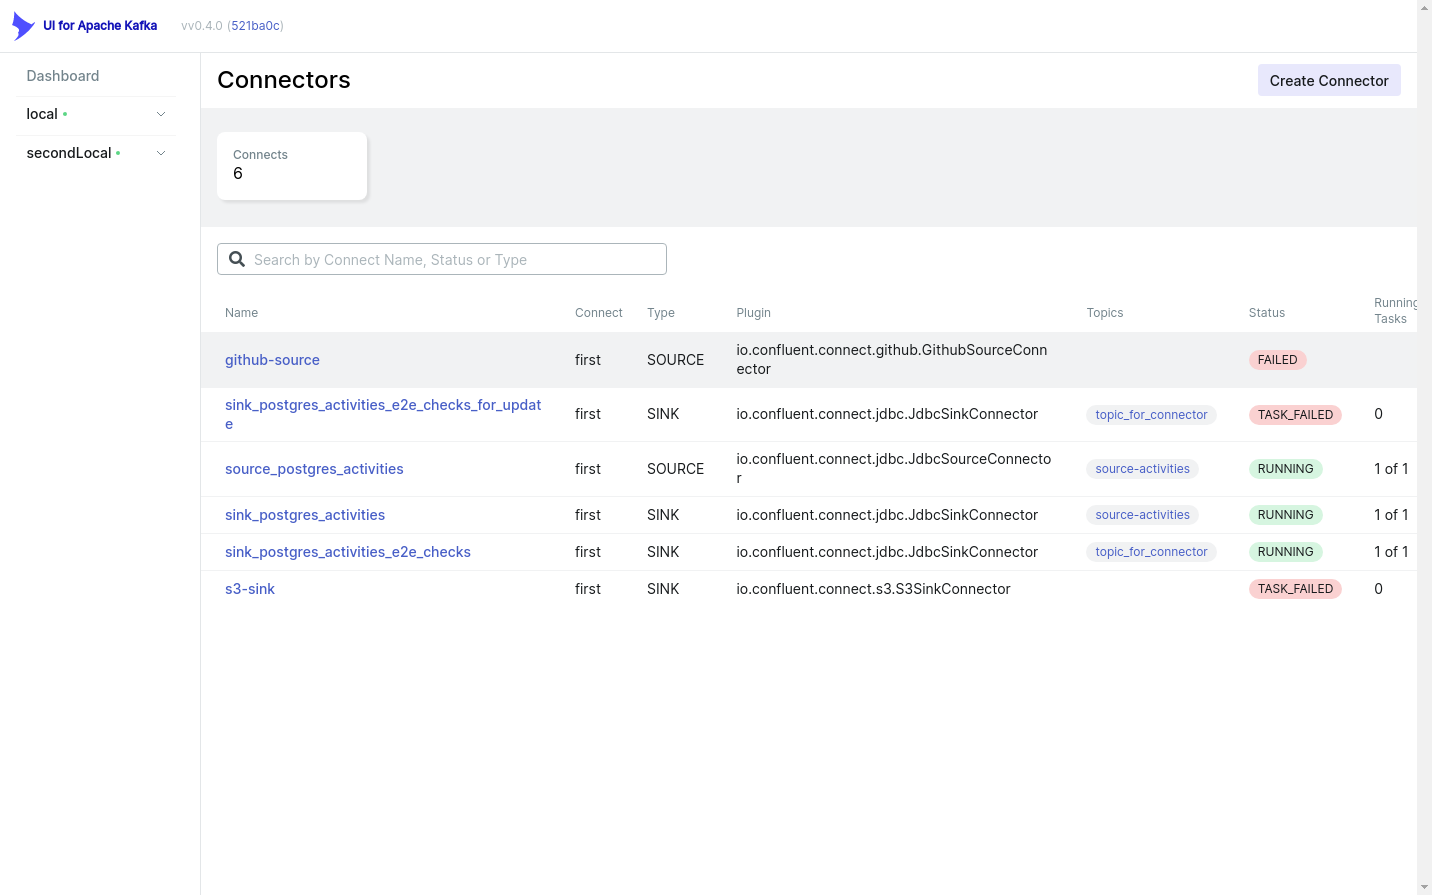 UI for Apache Kafka vv0.4.0 (521ba0c)
Dashboard
local
secondLocal
Connectors
Create Connector
Connects
6
Search by Connect Name, Status or Type
Name Connect Type Plugin Topics Status Running
Tasks
github-source first SOURCE io.confluent.connect.github.GithubSourceConn
ector FAILED
sink_postgres_activities_e2e_checks_for_updat
e first SINK io.confluent.connect.jdbc.JdbcSinkConnector topic_for_connector TASK_FAILED 0
source_postgres_activities first SOURCE io.confluent.connect.jdbc.JdbcSourceConnecto
r source-activities RUNNING 1 of 1
sink_postgres_activities first SINK io.confluent.connect.jdbc.JdbcSinkConnector source-activities RUNNING 1 of 1
sink_postgres_activities_e2e_checks first SINK io.confluent.connect.jdbc.JdbcSinkConnector topic_for_connector RUNNING 1 of 1
s3-sink first SINK io.confluent.connect.s3.S3SinkConnector TASK_FAILED 0